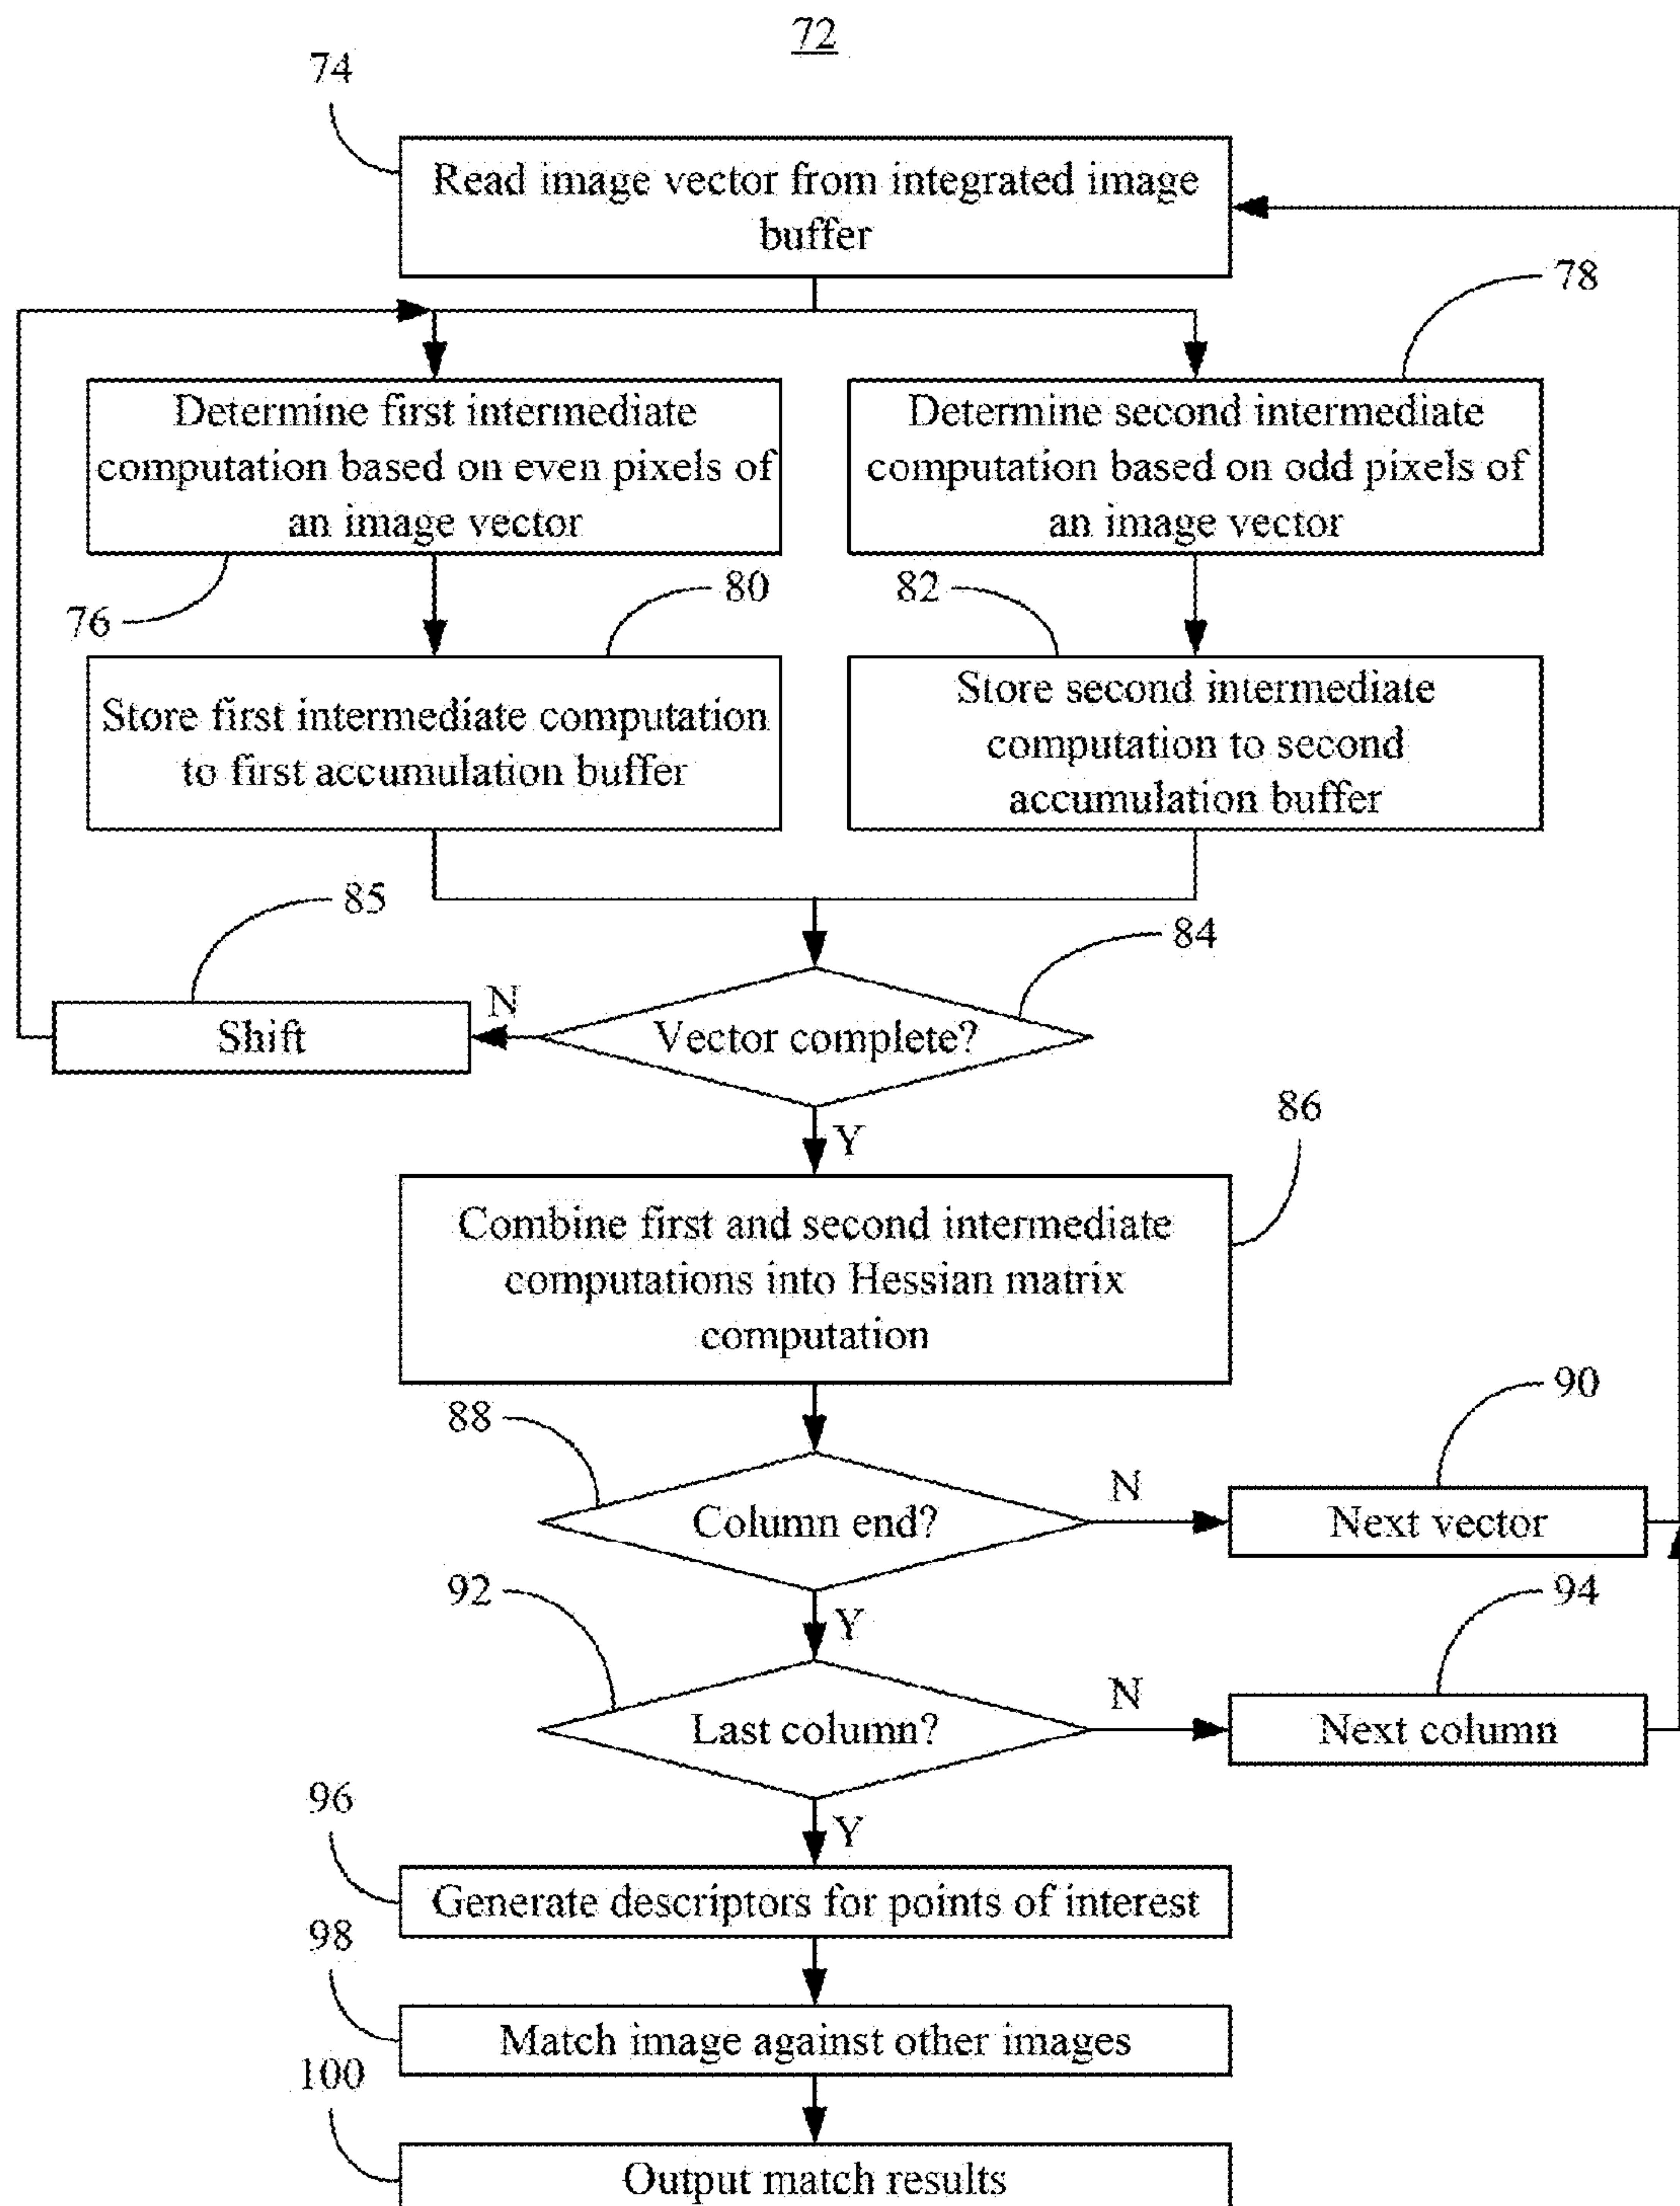 72
74
Read image vector from integrated image
buffer
78
Determine first intermediate
computation based on even pixels of
an image vector
Determine second intermediate
computation based on odd pixels of
an image vector
76
80
82
Store first intermediate computation
to first accumulation buffer
Store second intermediate
computation to second
accumulation buffer
85
84
Shift
N
Vector complete?
Y
86
Combine first and second intermediate
computations into Hessian matrix
computation
88
90
Column end?
N
Next vector
Y
92
94
Last column?
N
Next column
Y
96
Generate descriptors for points of interest
98
Match image against other images
100
Output match results